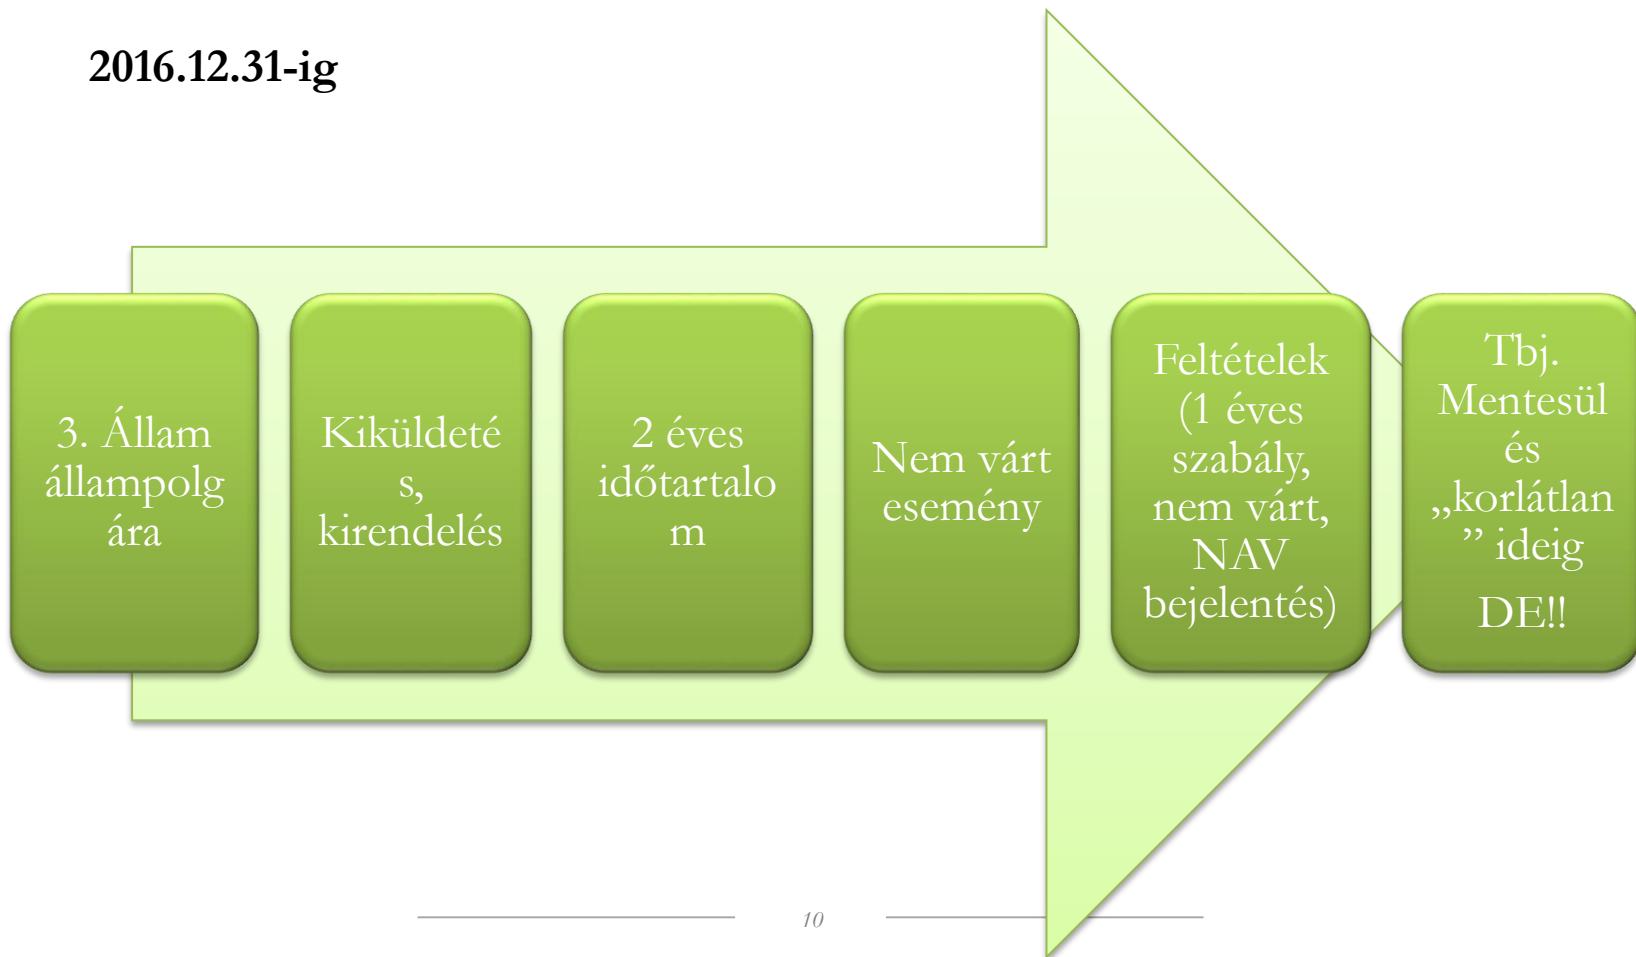 2016.12.31-ig
3. Állam
állampolg
ára
Kiküldeté
s,
kirendelés
2 éves
időtartalo
m
Nem várt
esemény
Feltételek
(1 éves
szabály,
nem várt,
NAV
bejelentés)
Tbj.
Mentesül
és
„korlátlan
” ideig
DE!!
10